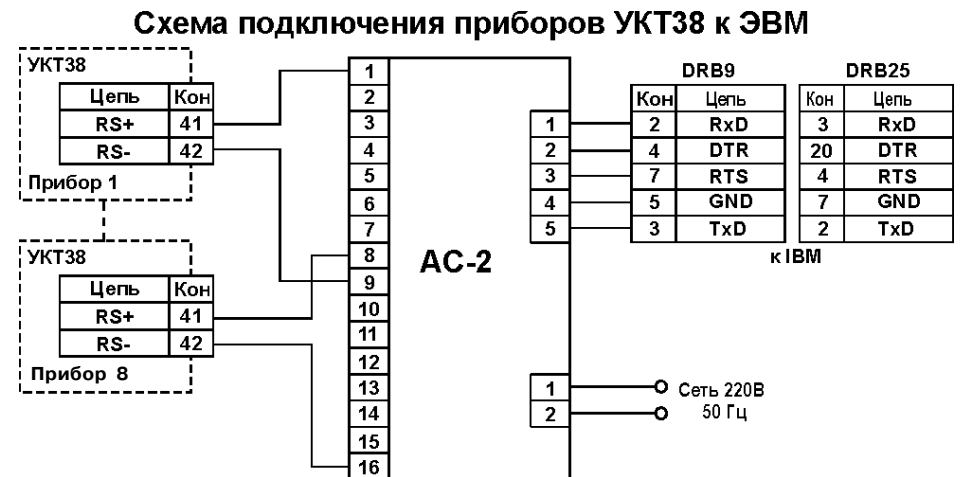 Схема подключения приборов УКТ38 к ЭВМ
УКТ38
Цепь Кон
RS+ 41
RS- 42
Прибор 1
УКТ38
Цепь Кон
RS+ 41
RS- 42
Прибор 8
1
2
3
4
5
6
7
8
9
10
11
12
13
14
15
16
АС-2
1
2
3
4
5
DRB9
Кон Цепь
2 RxD
4 DTR
7 RTS
5 GND
3 TxD
DRB25
Кон Цепь
3 RxD
20 DTR
4 RTS
7 GND
2 TxD
к IBM
1
2
Сеть 220В
50 Гц